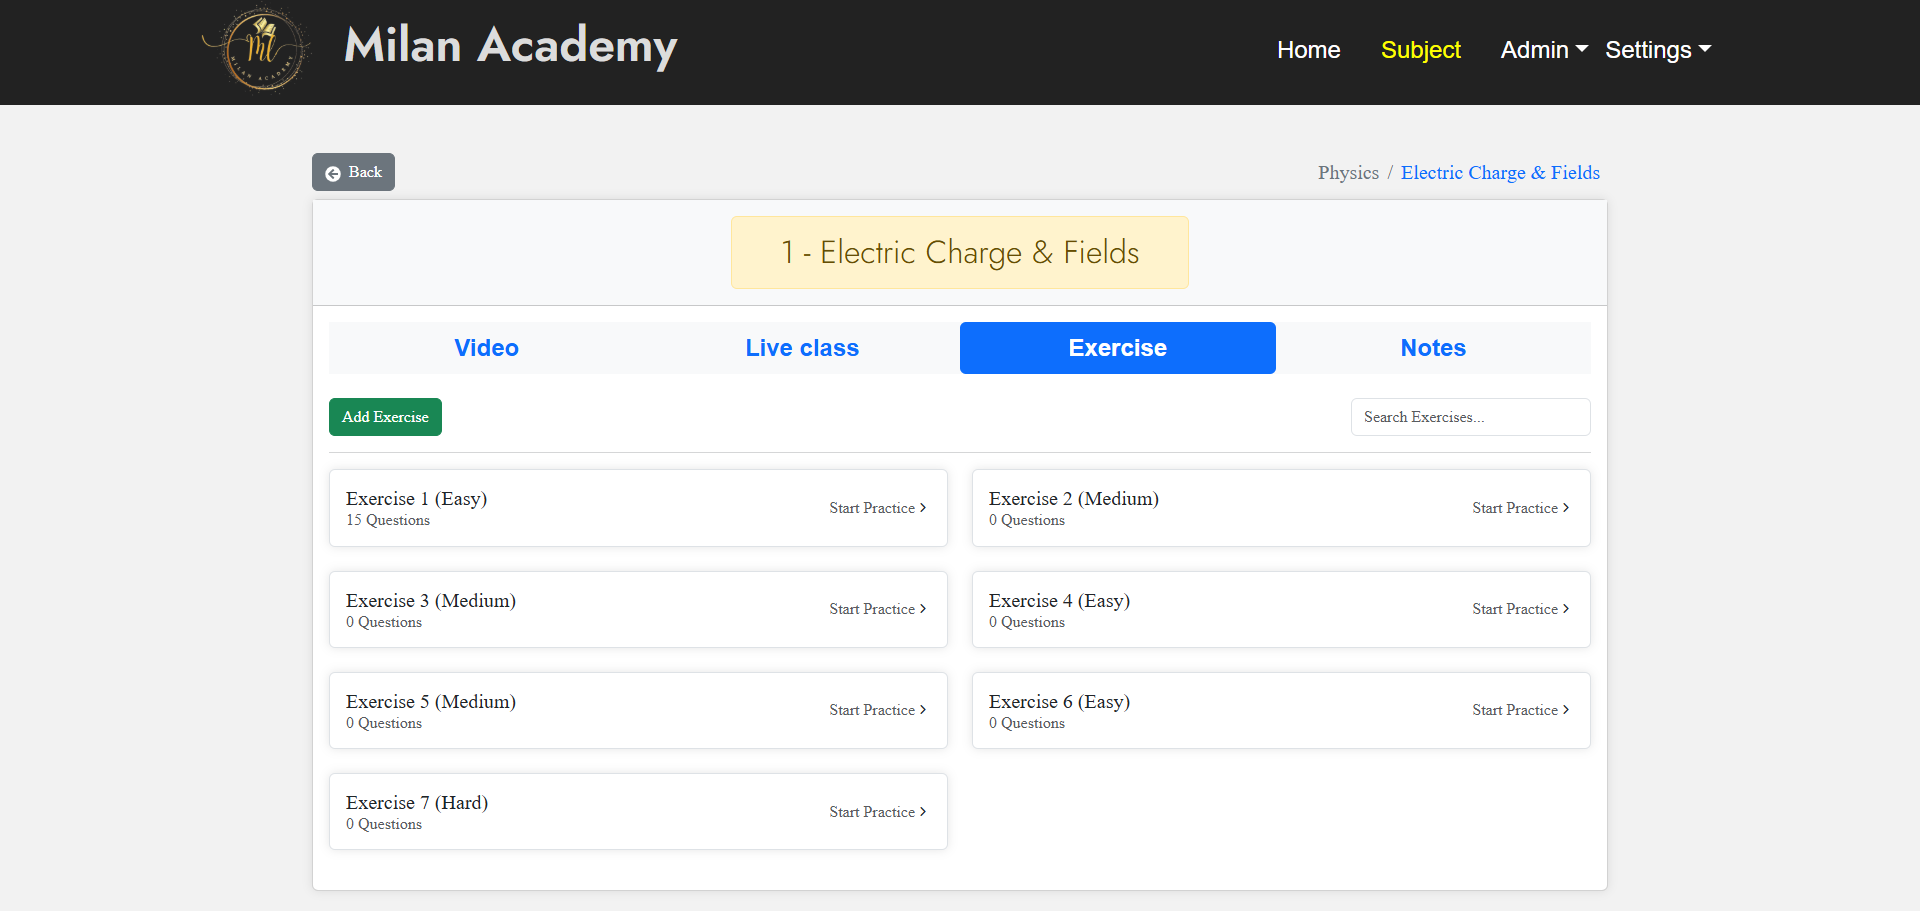 Milan Academy
Home Subject Admin Settings
MILAN ACADEMY
Back
Physics / Electric Charge & Fields
1 - Electric Charge & Fields
Video Live class Exercise Notes
Add Exercise
Search Exercises...
Exercise 1 (Easy)
15 Questions
Start Practice
Exercise 2 (Medium)
0 Questions
Start Practice
Exercise 3 (Medium)
0 Questions
Start Practice
Exercise 4 (Easy)
0 Questions
Start Practice
Exercise 5 (Medium)
0 Questions
Start Practice
Exercise 6 (Easy)
0 Questions
Start Practice
Exercise 7 (Hard)
0 Questions
Start Practice